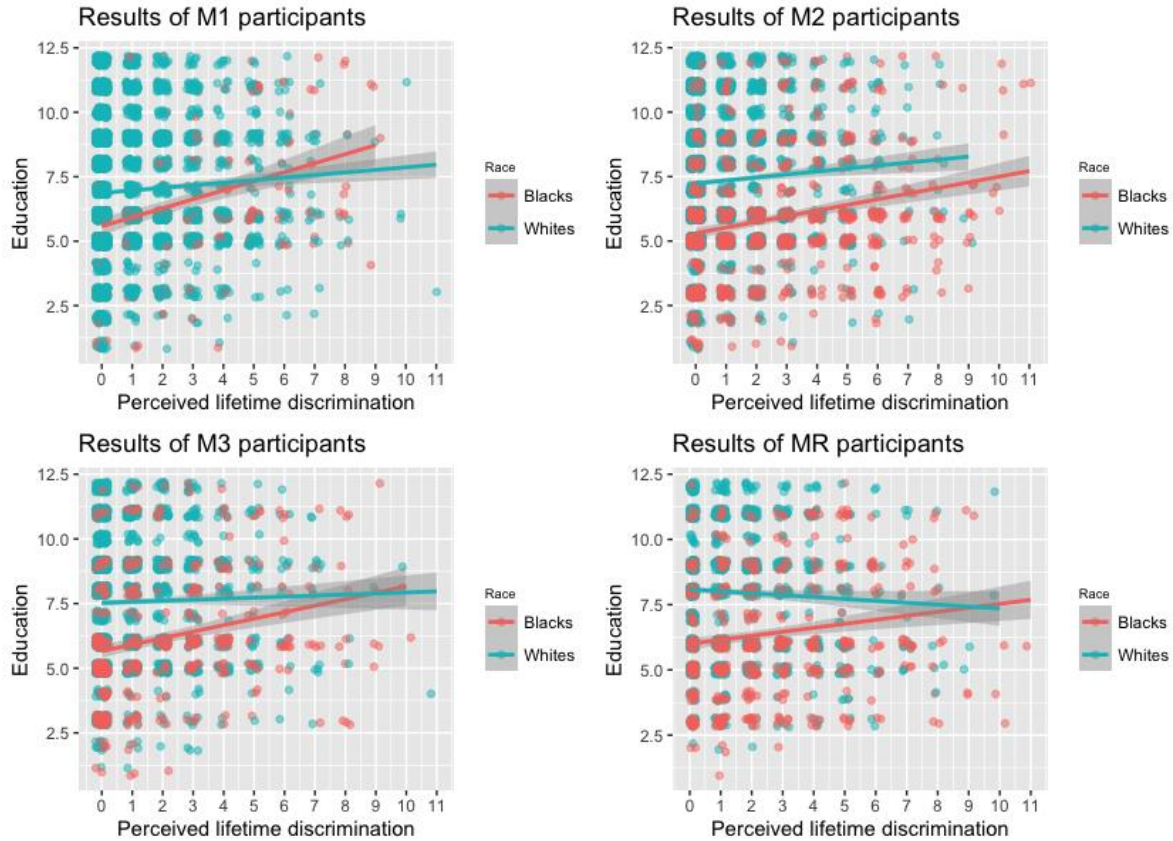 Results of M1 participants
12.5
10.0
7.5
5.0
2.5
Education
0 1 2 3 4 5 6 7 8 9 10 11
Perceived lifetime discrimination
Race
Blacks
Whites
Results of M2 participants
12.5
10.0
7.5
5.0
2.5
Education
0 1 2 3 4 5 6 7 8 9 10 11
Perceived lifetime discrimination
Race
Blacks
Whites
Results of M3 participants
12.5
10.0
7.5
5.0
2.5
Education
0 1 2 3 4 5 6 7 8 9 10 11
Perceived lifetime discrimination
Race
Blacks
Whites
Results of MR participants
12.5
10.0
7.5
5.0
2.5
Education
0 1 2 3 4 5 6 7 8 9 10 11
Perceived lifetime discrimination
Race
Blacks
Whites